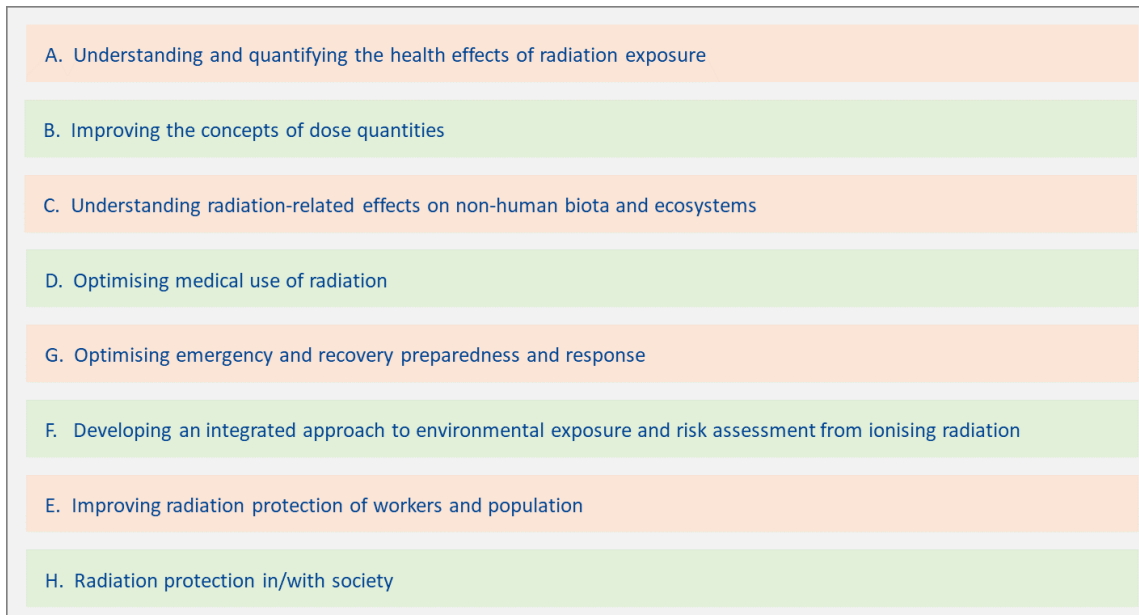 A. Understanding and quantifying the health effects of radiation exposure
B. Improving the concepts of dose quantities
C. Understanding radiation-related effects on non-human biota and ecosystems
D. Optimising medical use of radiation
G. Optimising emergency and recovery preparedness and response
F. Developing an integrated approach to environmental exposure and risk assessment from ionising radiation
E. Improving radiation protection of workers and population
H. Radiation protection in/with society